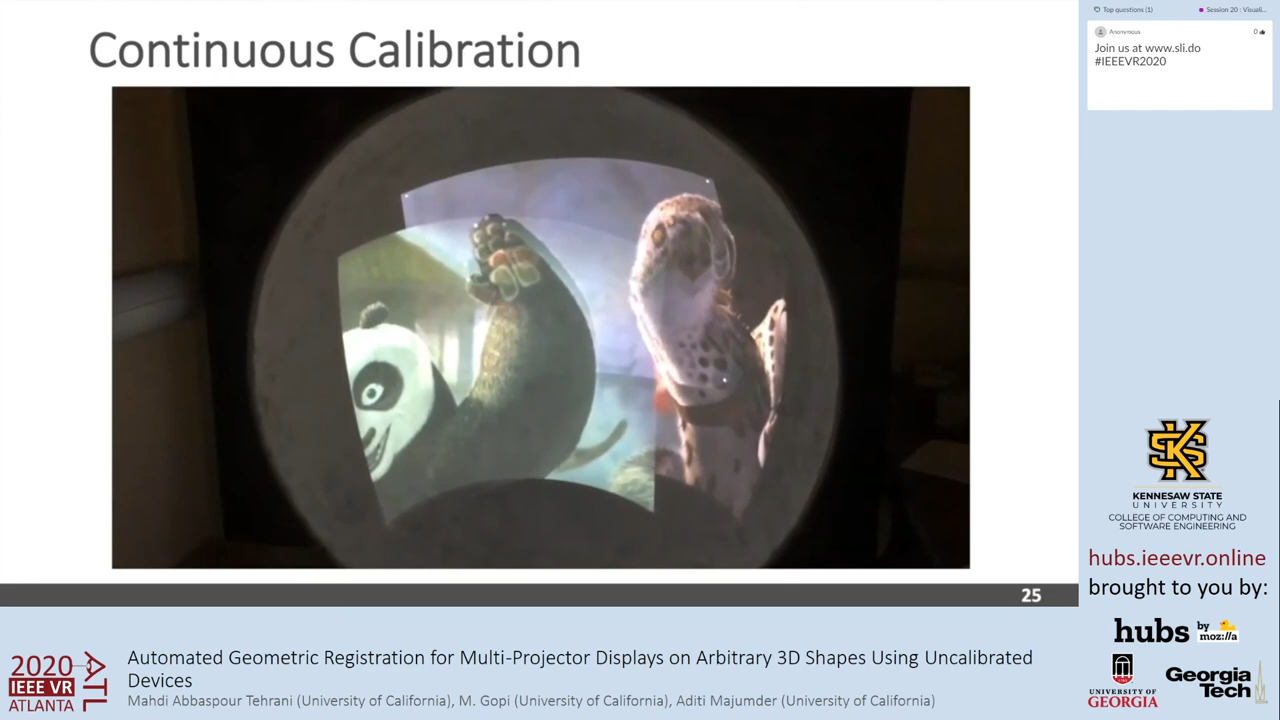 Continuous Calibration
25
Top questions (1)
Session 20 : Visuali...
Anonymous
0
Join us at www.sli.do
#IEEEVR2020
KENNESAW STATE
UNIVERSITY
COLLEGE OF COMPUTING AND
SOFTWARE ENGINEERING
hubs.ieeevr.online
brought to you by:
hubs by
moz://a
UNIVERSITY OF
GEORGIA
Georgia
Tech
2020
IEEE VR
ATLANTA
ATL
Automated Geometric Registration for Multi-Projector Displays on Arbitrary 3D Shapes Using Uncalibrated
Devices
Mahdi Abbaspour Tehrani (University of California), M. Gopi (University of California), Aditi Majumder (University of California)